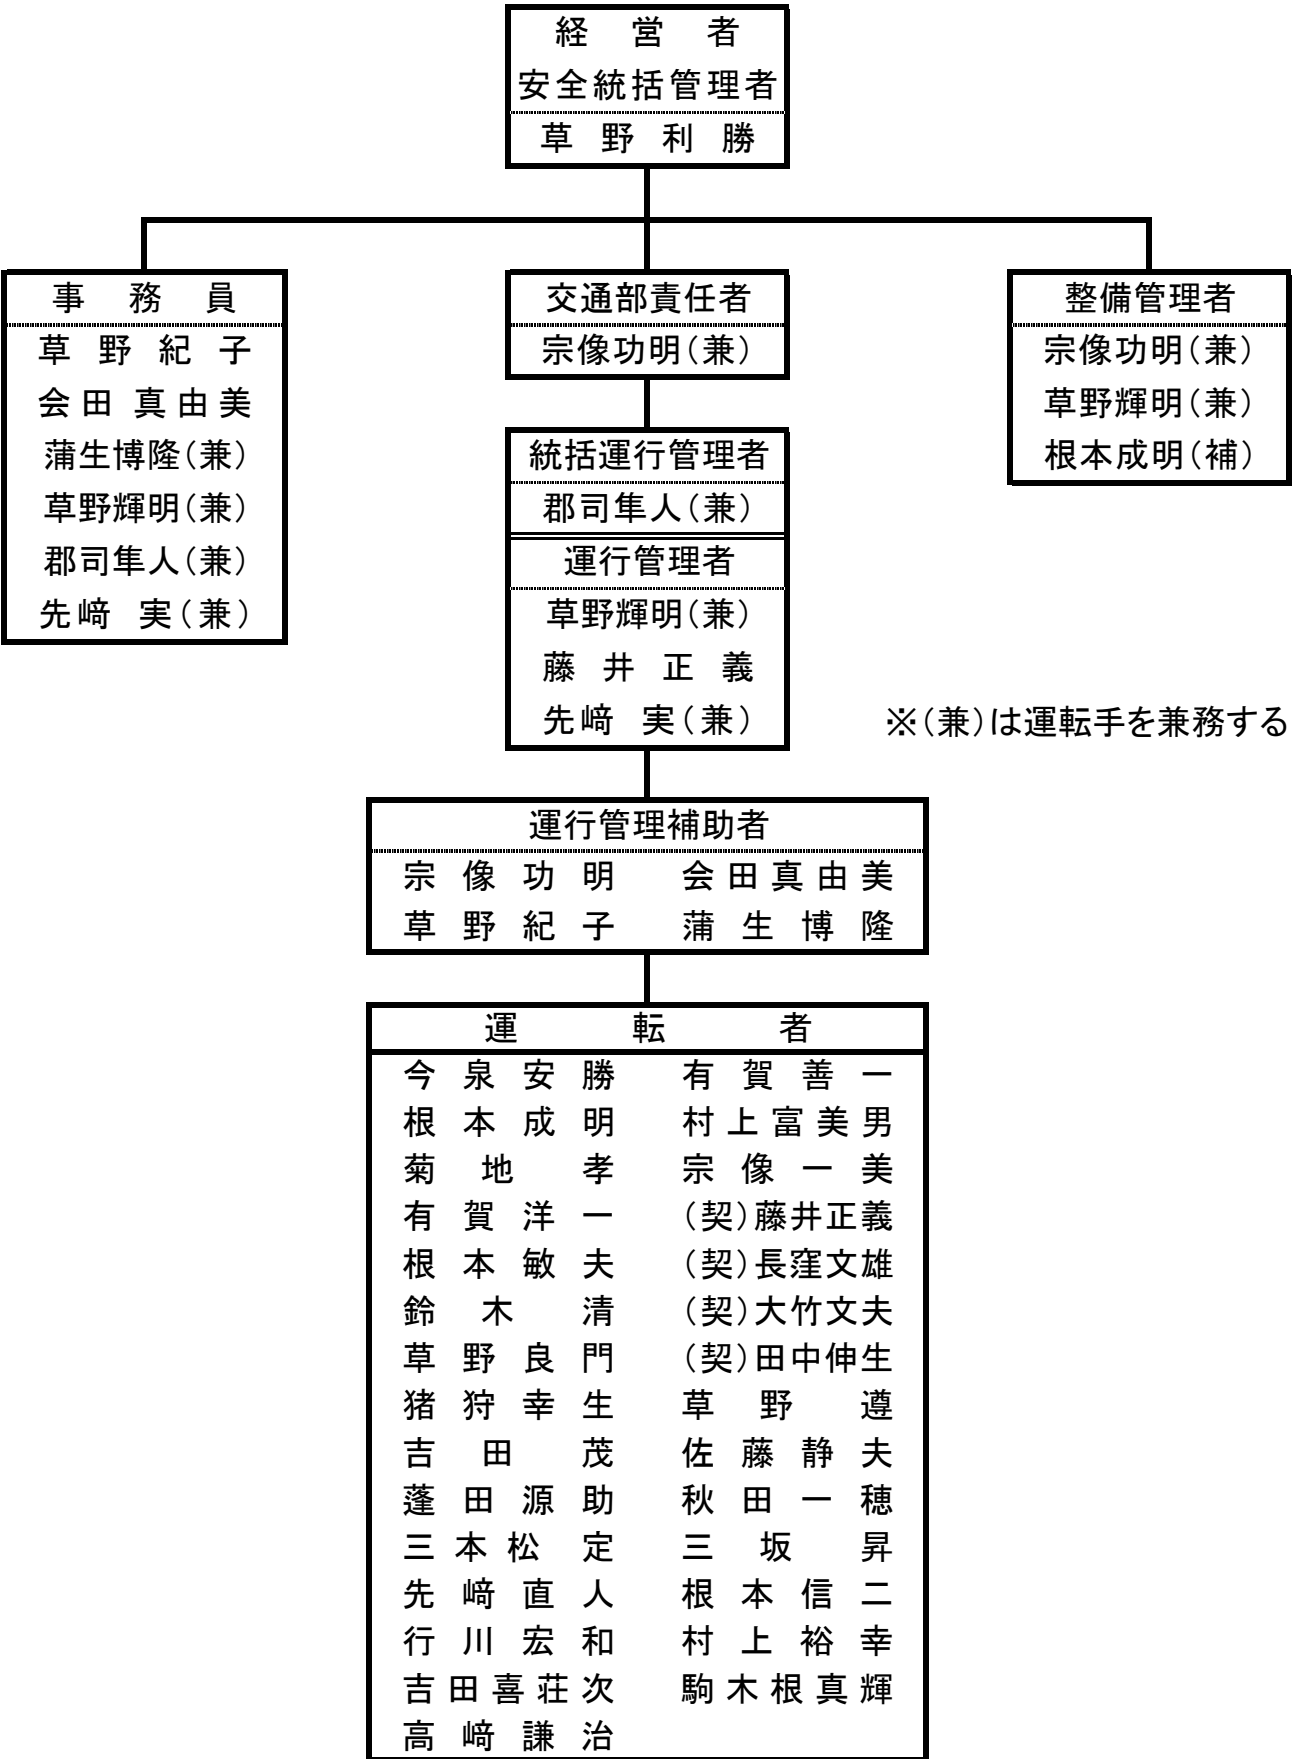 経営者
安全統括管理者
草野利勝
事務員
草野紀子
会田真由美
蒲生博隆(兼)
草野輝明(兼)
郡司隼人(兼)
先﨑 実(兼)
交通部責任者
宗像功明(兼)
整備管理者
宗像功明(兼)
草野輝明(兼)
根本成明(補)
統括運行管理者
郡司隼人(兼)
運行管理者
草野輝明(兼)
藤井正義
先﨑 実(兼)
※(兼)は運転手を兼務する
運行管理補助者
宗像功明 会田真由美
草野紀子 蒲生博隆
運転者
今泉安勝 有賀善一
根本成明 村上富美男
菊地孝 宗像一美
有賀洋一 (契)藤井正義
根本敏夫 (契)長窪文雄
鈴木清 (契)大竹文夫
草野良門 (契)田中伸生
猪狩幸生 草野遵
吉田茂 佐藤静夫
蓬田源助 秋田一穂
三本松定 三坂昇
先﨑直人 根本信二
行川宏和 村上裕幸
吉田喜荘次 駒木根真輝
高﨑謙治